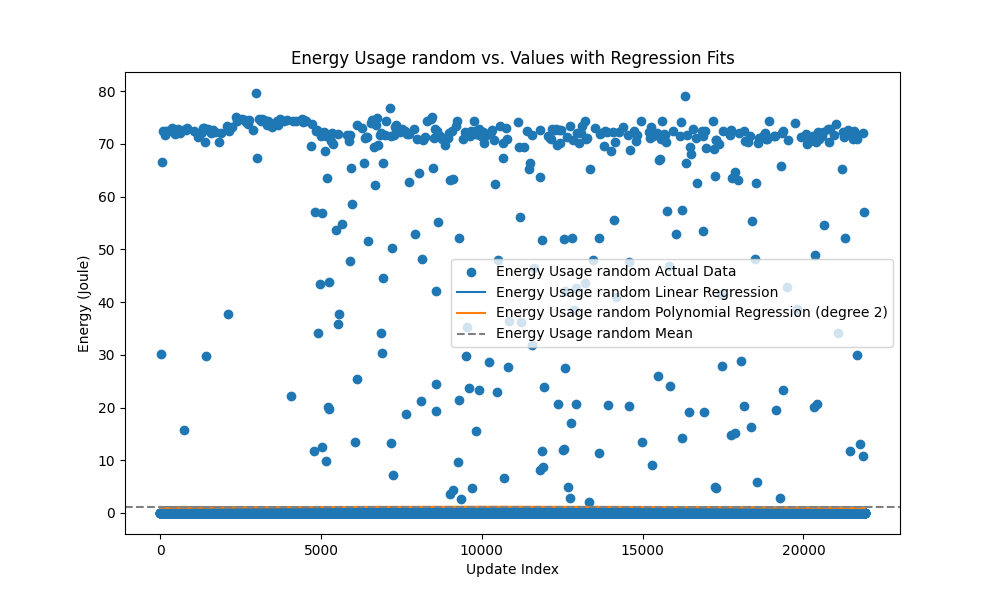 Energy Usage random vs. Values with Regression Fits
80
70
60
50
40
30
20
10
0
Energy (Joule)
Energy Usage random Actual Data
Energy Usage random Linear Regression
Energy Usage random Polynomial Regression (degree 2)
Energy Usage random Mean
0 5000 10000 15000 20000
Update Index